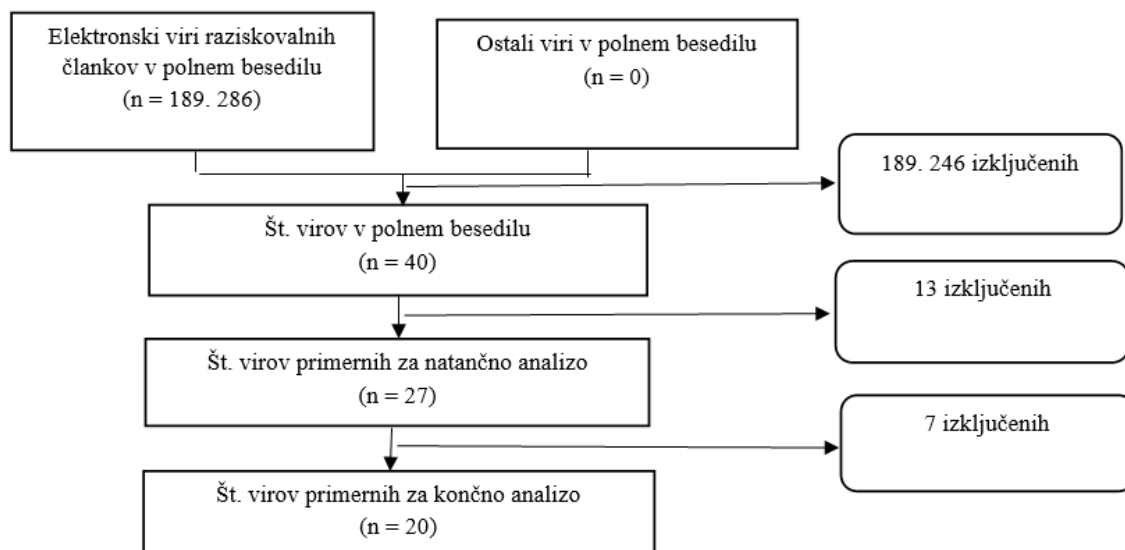 Elektronski viri raziskovalnih
člankov v polnem besedilu
(n = 189. 286)
Ostali viri v polnem besedilu
(n = 0)
189. 246 izključenih
Št. virov v polnem besedilu
(n = 40)
13 izključenih
Št. virov primernih za natančno analizo
(n = 27)
7 izključenih
Št. virov primernih za končno analizo
(n = 20)